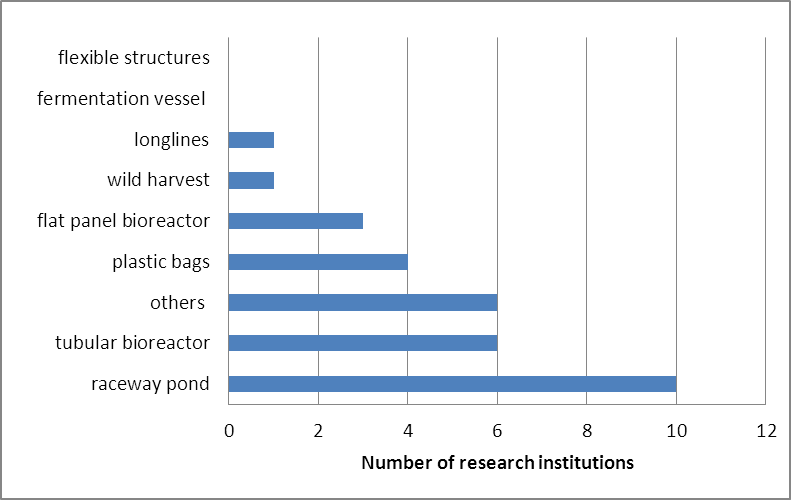 flexible structures
fermentation vessel
longlines
wild harvest
flat panel bioreactor
plastic bags
others
tubular bioreactor
raceway pond
0 2 4 6 8 10 12
Number of research institutions